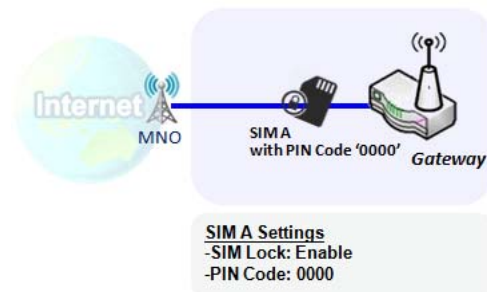 Internet
MNO
SIM A
with PIN Code ‘0000’
Gateway
SIM A Settings
-SIM Lock: Enable
-PIN Code: 0000